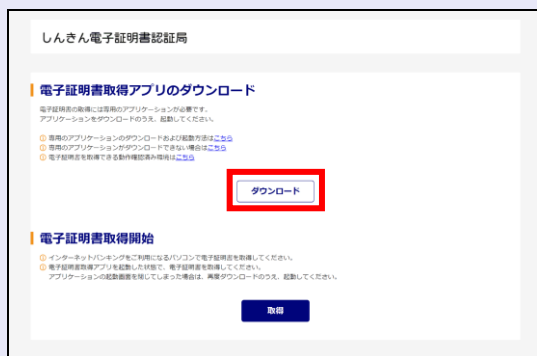 しんきん電子証明書認証局
電子証明書取得アプリのダウンロード
電子証明書の取得には専用のアプリケーションが必要です。
アプリケーションをダウンロードのうえ、起動してください。
専用のアプリケーションのダウンロードおよび起動方法はこちら
専用のアプリケーションがダウンロードできない場合はこちら
電子証明書を取得できる動作確認済み環境はこちら
ダウンロード
電子証明書取得開始
インターネットバンキングをご利用になるパソコンで電子証明書を取得してください。
電子証明書取得アプリを起動した状態で、電子証明書を取得してください。
アプリケーションの起動画面を閉じてしまった場合は、再度ダウンロードのうえ、起動してください。
取得